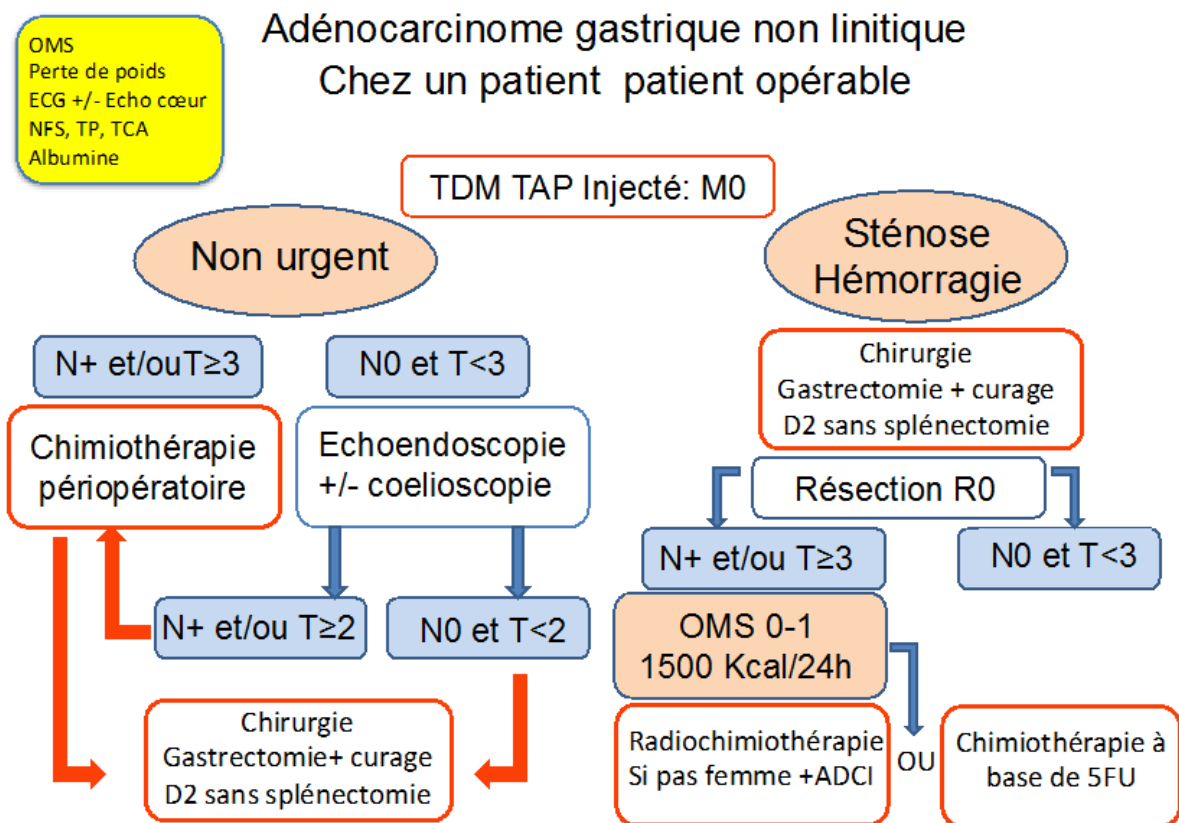 OMS
Perte de poids
ECG +/- Echo cœur
NFS, TP, TCA
Albumine
Adénocarcinome gastrique non linitique
Chez un patient patient opérable
TDM TAP Injecté: M0
Non urgent
Sténose
Hémorragie
N+ et/ouT≥3
N0 et T<3
Chimiothérapie
périopératoire
Echoendoscopie
+/- coelioscopie
N+ et/ou T≥2
N0 et T<2
Chirurgie
Gastrectomie+ curage
D2 sans splénectomie
Chirurgie
Gastrectomie + curage
D2 sans splénectomie
Résection R0
N+ et/ou T≥3
N0 et T<3
OMS 0-1
1500 Kcal/24h
Radiochimiothérapie
Si pas femme +ADCI
OU
Chimiothérapie à
base de 5FU